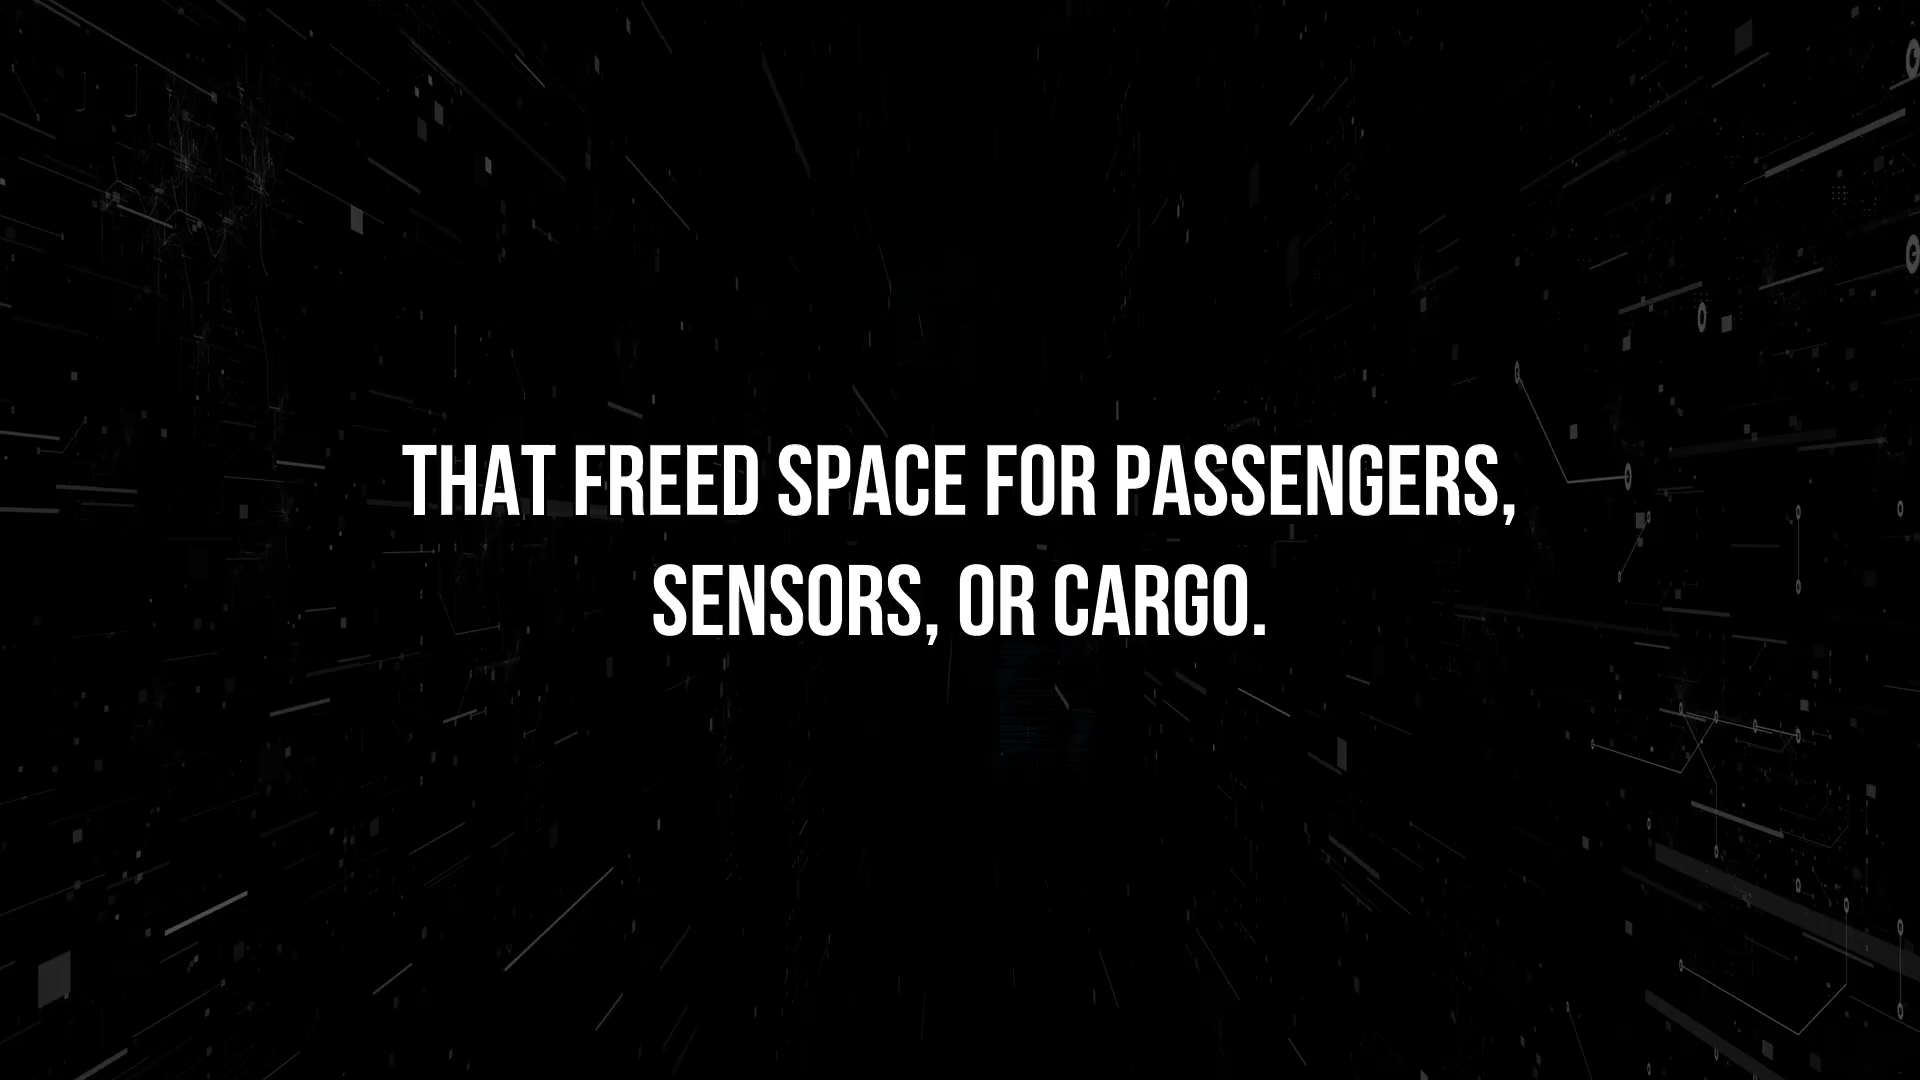 THAT FREED SPACE FOR PASSENGERS,
SENSORS, OR CARGO.